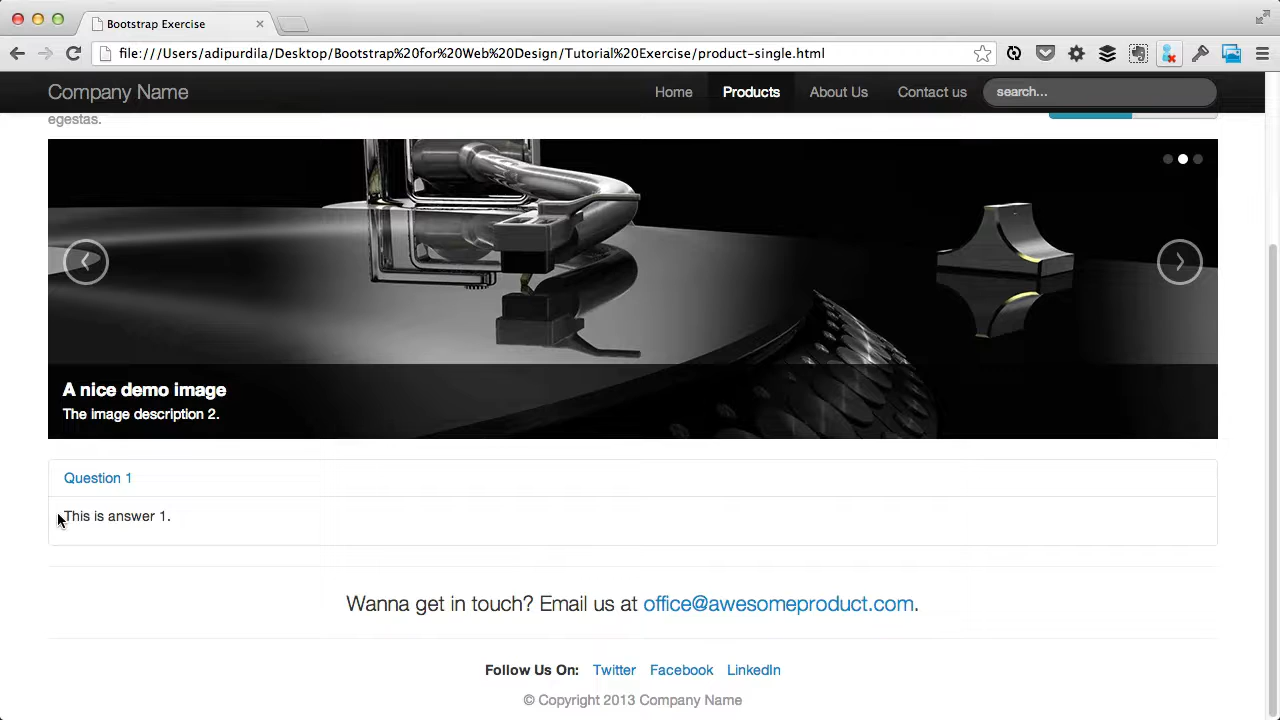 Bootstrap Exercise
file:///Users/adipurdila/Desktop/Bootstrap%20for%20Web%20Design/Tutorial%20Exercise/product-single.html
Company Name Home Products About Us Contact us search...
egestas.
A nice demo image
The image description 2.
Question 1
This is answer 1.
Wanna get in touch? Email us at office@awesomeproduct.com.
Follow Us On: Twitter Facebook LinkedIn
© Copyright 2013 Company Name